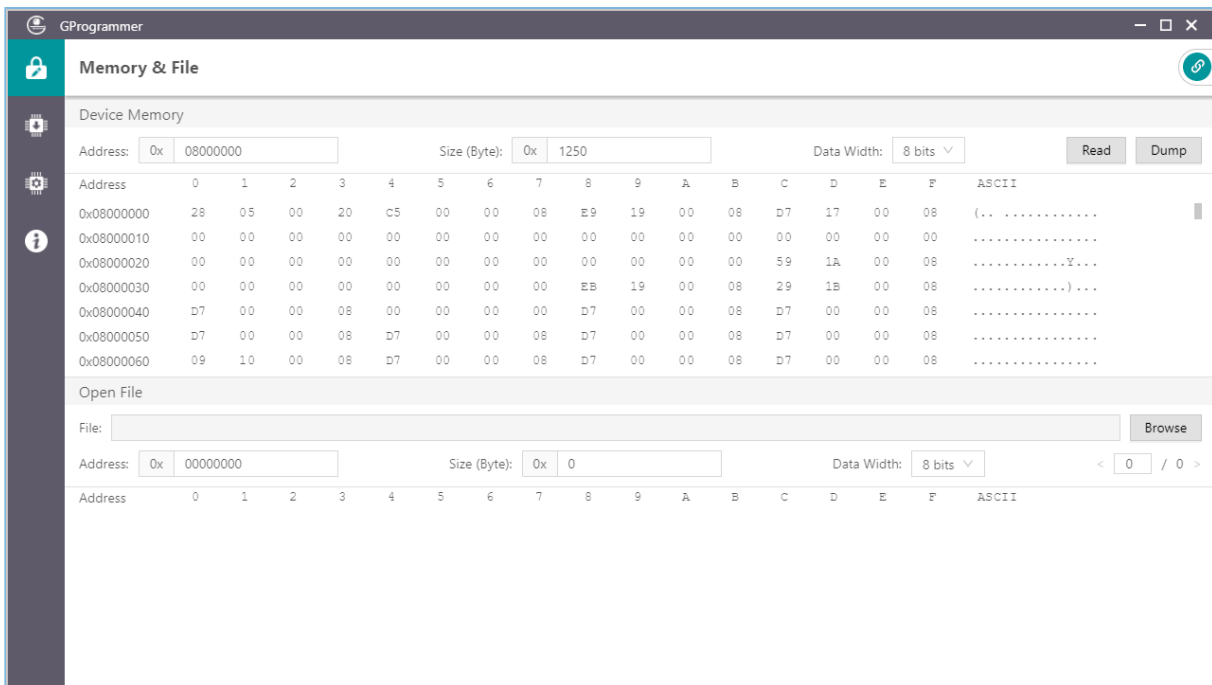 GProgrammer
Memory & File
Device Memory
Address: 0x 08000000 Size (Byte): 0x 1250 Data Width: 8 bits Read Dump
Address 0 1 2 3 4 5 6 7 8 9 A B C D E F ASCII
0x08000000 28 05 00 20 C5 00 00 08 E9 19 00 08 D7 17 00 08 (.. ............
0x08000010 00 00 00 00 00 00 00 00 00 00 00 00 00 00 00 00 ................
0x08000020 00 00 00 00 00 00 00 00 00 00 00 00 59 1A 00 08 ............Y...
0x08000030 00 00 00 00 00 00 00 00 EB 19 00 08 29 1B 00 08 ............)...
0x08000040 D7 00 00 08 00 00 00 00 D7 00 00 08 D7 00 00 08 ................
0x08000050 D7 00 00 08 D7 00 00 08 D7 00 00 08 D7 00 00 08 ................
0x08000060 09 10 00 08 D7 00 00 08 D7 00 00 08 D7 00 00 08 ................
Open File
File: Browse
Address: 0x 00000000 Size (Byte): 0x 0 Data Width: 8 bits < 0 / 0 >
Address 0 1 2 3 4 5 6 7 8 9 A B C D E F ASCII